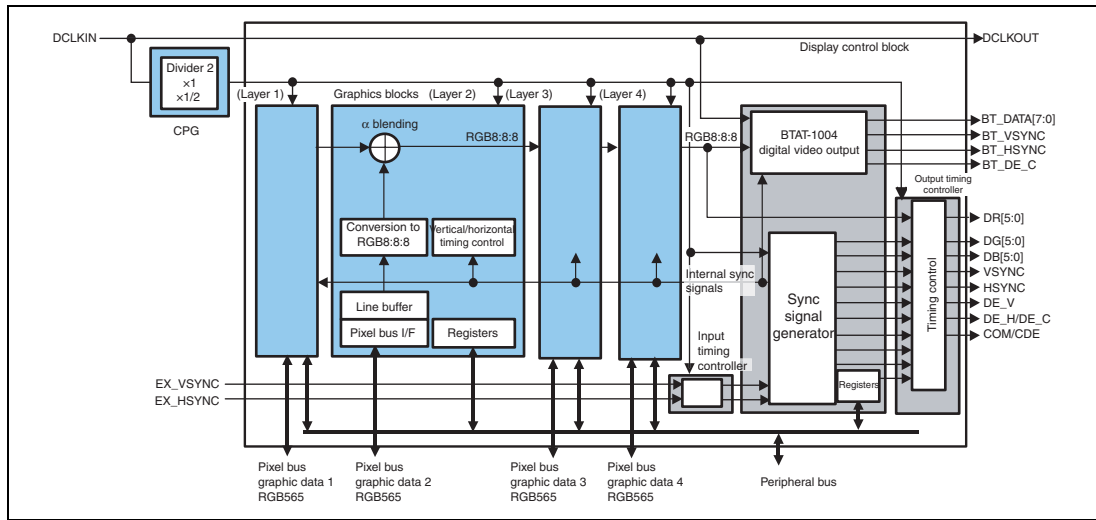 DCLKIN
Display control block
DCLKOUT
Divider 2
×1
×1/2
CPG
(Layer 1)
Graphics blocks
(Layer 2)
(Layer 3)
(Layer 4)
α blending
RGB8:8:8
RGB8:8:8
BTAT-1004
digital video output
BT_DATA[7:0]
BT_VSYNC
BT_HSYNC
BT_DE_C
Output timing
controller
Conversion to
RGB8:8:8
Vertical/horizontal
timing control
DR[5:0]
DG[5:0]
DB[5:0]
VSYNC
HSYNC
DE_V
DE_H/DE_C
COM/CDE
Timing control
Internal sync
signals
Sync
signal
generator
Line buffer
Pixel bus I/F
Registers
Input
timing
controller
Registers
EX_VSYNC
EX_HSYNC
Pixel bus
graphic data 1
RGB565
Pixel bus
graphic data 2
RGB565
Pixel bus
graphic data 3
RGB565
Pixel bus
graphic data 4
RGB565
Peripheral bus